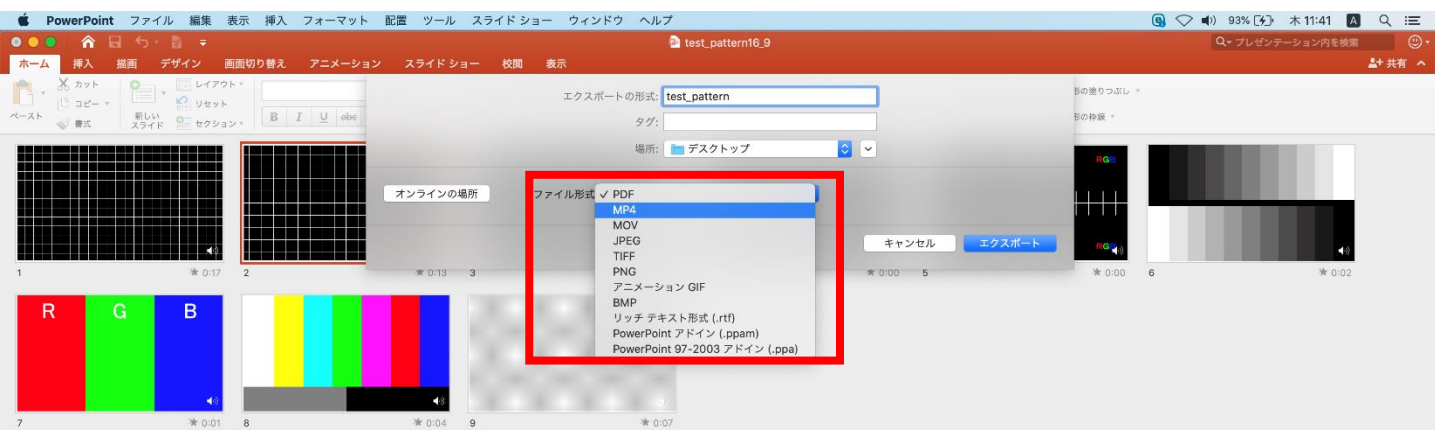 PowerPoint ファイル 編集 表示 挿入 フォーマット 配置 ツール スライド ショー ウィンドウ ヘルプ 93% 木 11:41 A
test_pattern16_9 プレゼンテーション内を検索
ホーム 挿入 描画 デザイン 画面切り替え アニメーション スライド ショー 校閲 表示 共有
ペースト カット コピー 書式 新しい スライド レイアウト リセット セクション B I U abc
エクスポートの形式: test_pattern
タグ:
場所: デスクトップ
形の塗りつぶし
形の枠線
オンラインの場所 ファイル形式 ✓ PDF
MP4
MOV
JPEG
TIFF
PNG
アニメーション GIF
BMP
リッチ テキスト形式 (.rtf)
PowerPoint アドイン (.ppam)
PowerPoint 97-2003 アドイン (.ppa)
キャンセル エクスポート
RGB
RGB
1 0:17 2 0:13 3 0:00 5 0:00 6 0:02
R G B
7 0:01 8 0:04 9 0:07